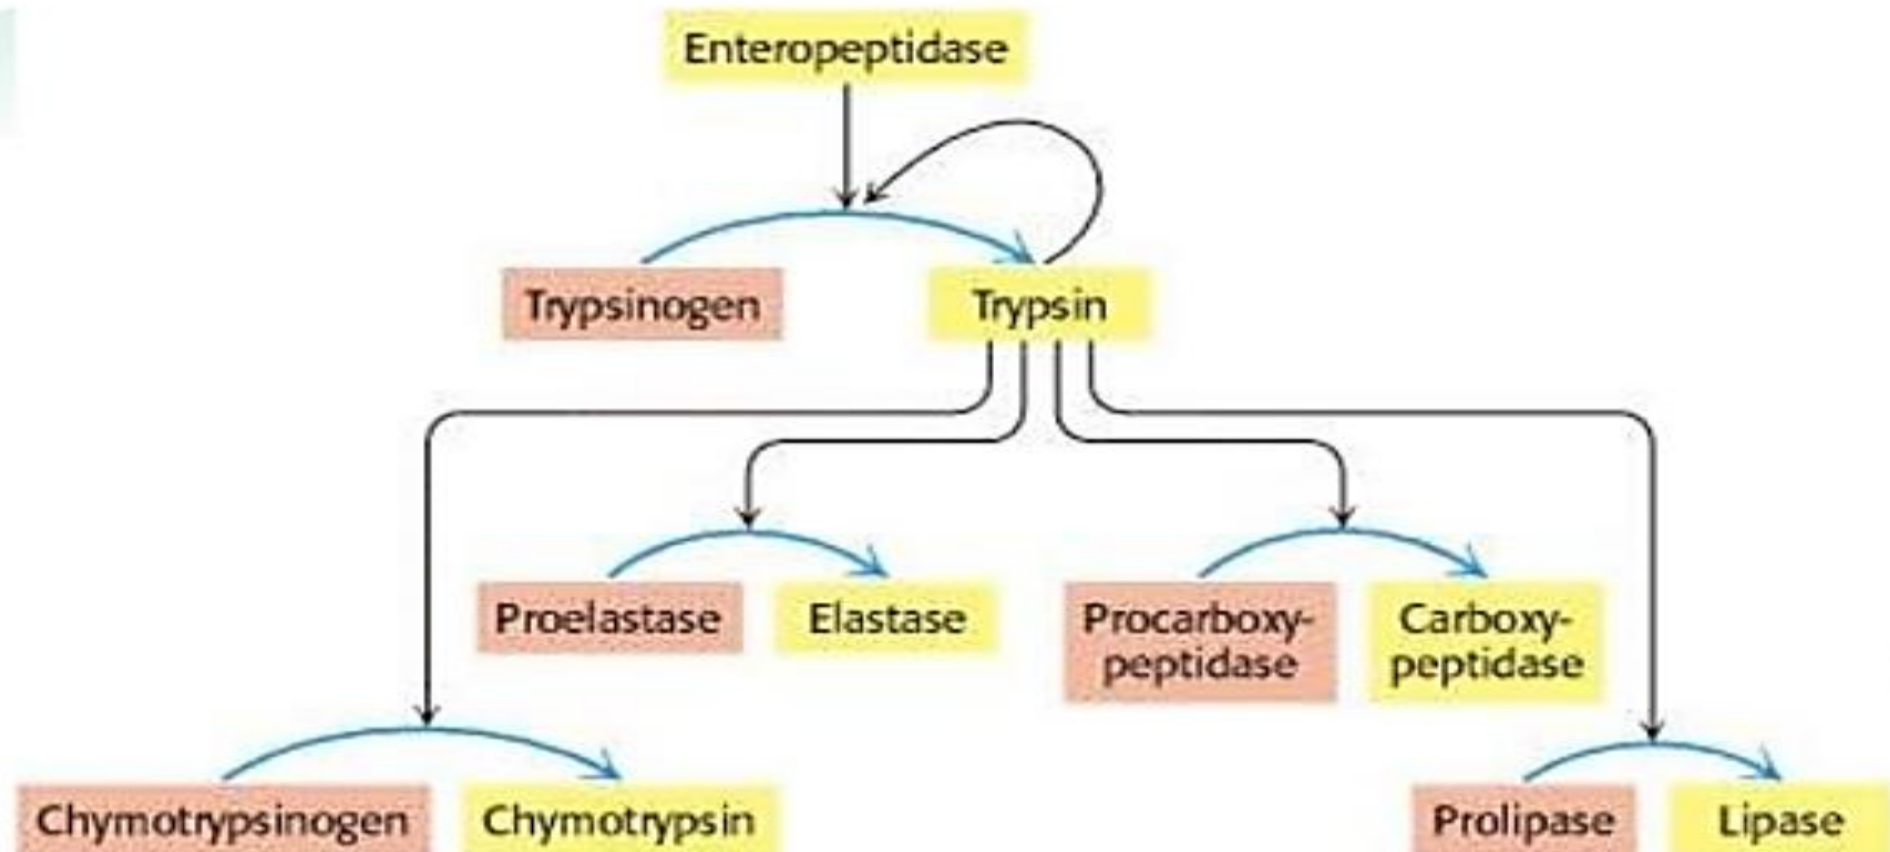 Enteropeptidase
Trypsinogen
Trypsin
Proelastase
Elastase
Procarboxy-
peptidase
Carboxy-
peptidase
Chymotrypsinogen
Chymotrypsin
Prolipase
Lipase